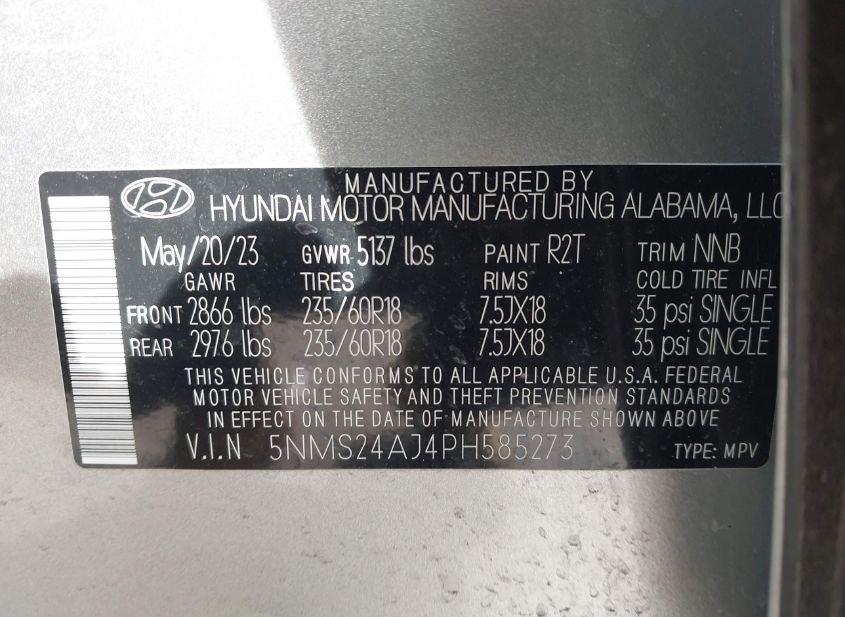 MANUFACTURED BY
HYUNDAI MOTOR MANUFACTURING ALABAMA, LLC
May/20/23 GVWR 5137 lbs PAINT R2T TRIM NNB
GAWR TIRES RIMS COLD TIRE INFL
FRONT 2866 lbs 235/60R18 7.5JX18 35 psi SINGLE
REAR 2976 lbs 235/60R18 7.5JX18 35 psi SINGLE
THIS VEHICLE CONFORMS TO ALL APPLICABLE U.S.A. FEDERAL
MOTOR VEHICLE SAFETY AND THEFT PREVENTION STANDARDS
IN EFFECT ON THE DATE OF MANUFACTURE SHOWN ABOVE
V.I.N 5NMS24AJ4PH585273 TYPE: MPV